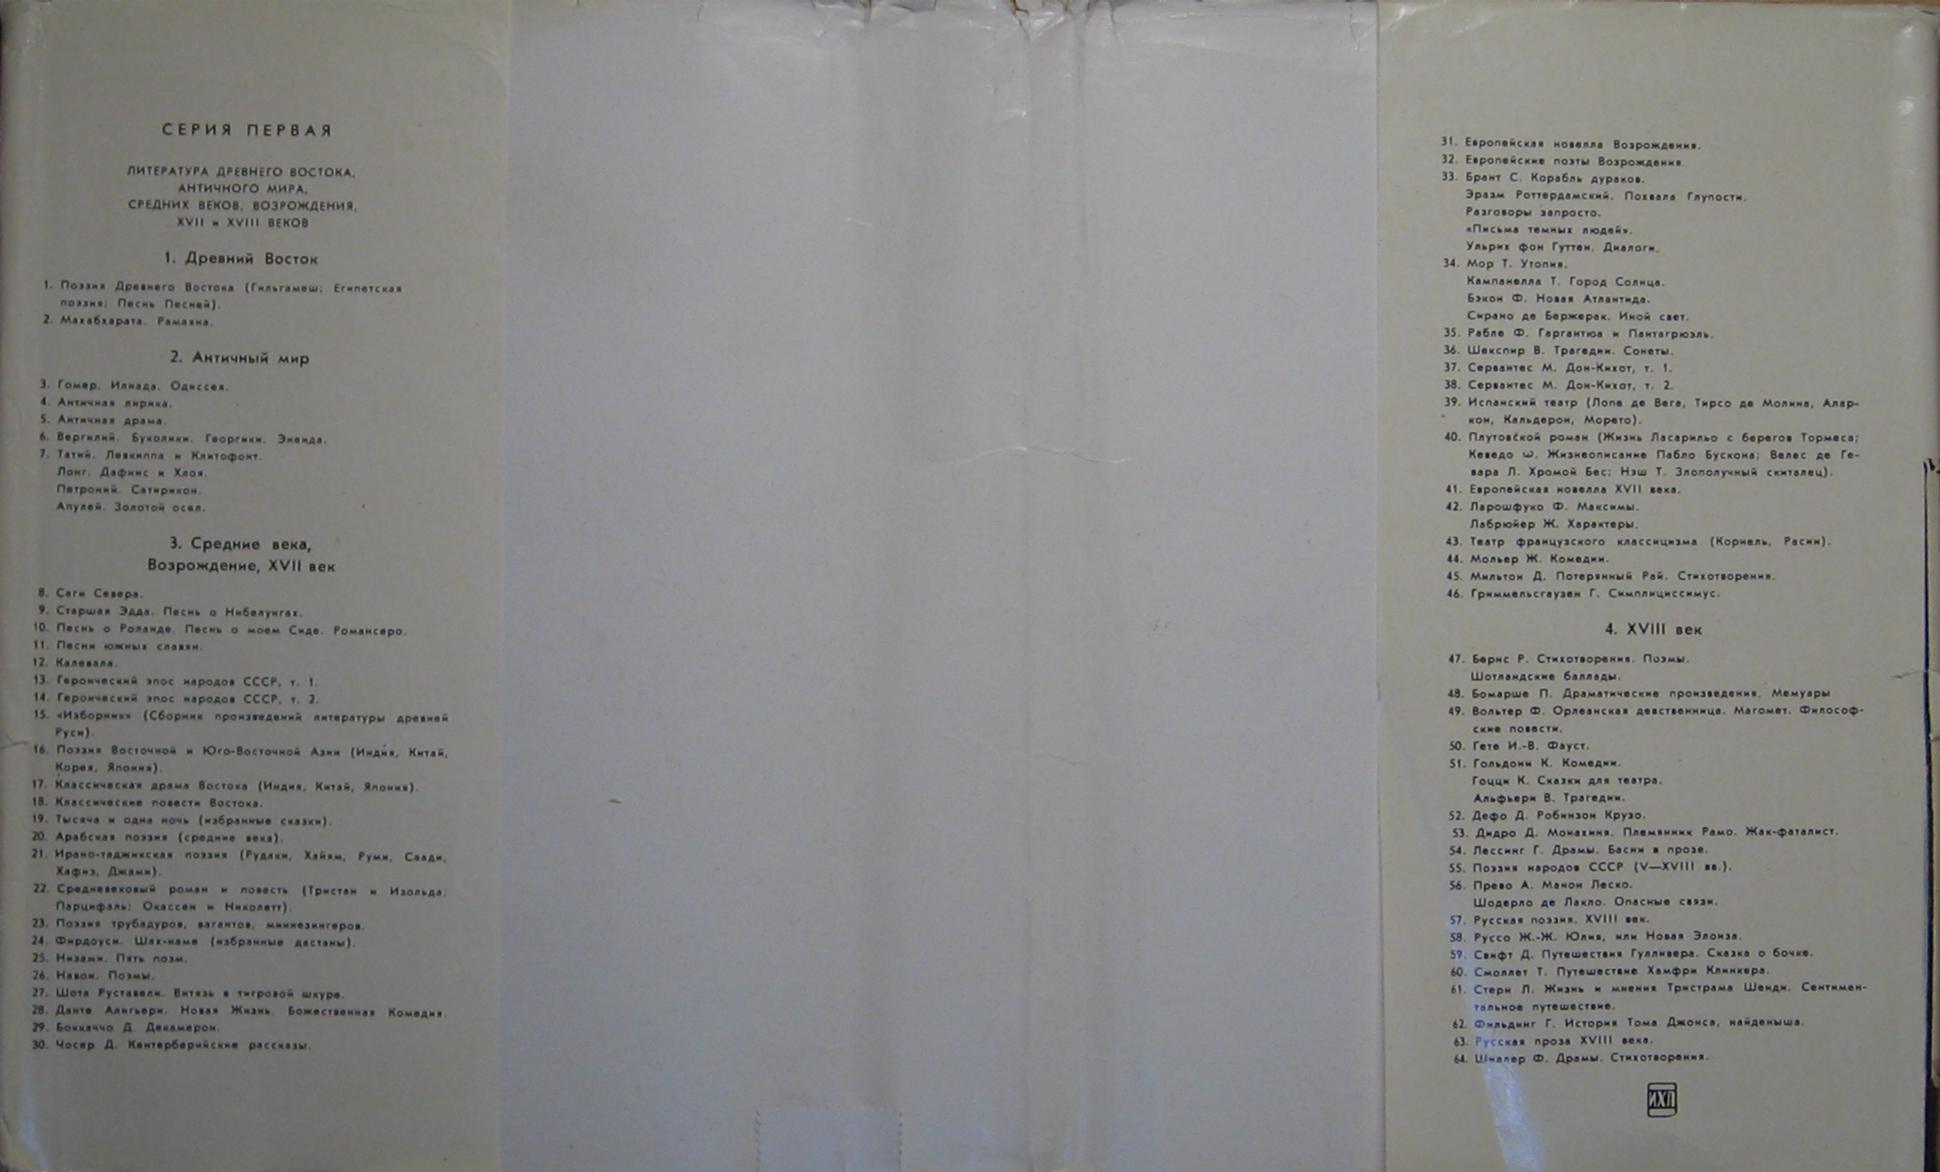 СЕРИЯ ПЕРВАЯ
ЛИТЕРАТУРА ДРЕВНЕГО ВОСТОКА,
АНТИЧНОГО МИРА,
СРЕДНИХ ВЕКОВ, ВОЗРОЖДЕНИЯ,
XVII и XVIII ВЕКОВ
1. Древний Восток
1. Поэзия Древнего Востока (Гильгамеш; Египетская
поэзия; Песнь Песней).
2. Махабхарата. Рамаяна.
2. Античный мир
3. Гомер. Илиада. Одиссея.
4. Античная лирика.
5. Античная драма.
6. Вергилий. Буколики. Георгики. Энеида.
7. Татий. Левкиппа и Клитофонт.
Лонг. Дафнис и Хлоя.
Петроний. Сатирикон.
Апулей. Золотой осел.
3. Средние века,
Возрождение, XVII век
8. Саги Севера.
9. Старшая Эдда. Песнь о Нибелунгах.
10. Песнь о Роланде. Песнь о моем Сиде. Романсеро.
11. Песни южных славян.
12. Калевала.
13. Героический эпос народов СССР, т. 1.
14. Героический эпос народов СССР, т. 2.
15. «Изборник» (Сборник произведений литературы древней
Руси).
16. Поэзия Восточной и Юго-Восточной Азии (Индия, Китай,
Корея, Япония).
17. Классическая драма Востока (Индия, Китай, Япония).
18. Классические повести Востока.
19. Тысяча и одна ночь (избранные сказки).
20. Арабская поэзия (средние века).
21. Ирано-таджикская поэзия (Рудаки, Хайям, Руми, Саади,
Хафиз, Джами).
22. Средневековый роман и повесть (Тристан и Изольда;
Парцифаль; Окассен и Николетт).
23. Поэзия трубадуров, вагантов, миннезингеров.
24. Фирдоуси. Шах-наме (избранные дастаны).
25. Низами. Пять поэм.
26. Навои. Поэмы.
27. Шота Руставели. Витязь в тигровой шкуре.
28. Данте Алигьери. Новая Жизнь. Божественная Комедия.
29. Боккаччо Д. Декамерон.
30. Чосер Д. Кентерберийские рассказы.
31. Европейская новелла Возрождения.
32. Европейские поэты Возрождения
33. Брант С. Корабль дураков.
Эразм Роттердамский. Похвала Глупости.
Разговоры запросто.
«Письма темных людей».
Ульрих фон Гуттен. Диалоги.
34. Мор Т. Утопия.
Кампанелла Т. Город Солнца.
Бэкон Ф. Новая Атлантида.
Сирано де Бержерак. Иной свет.
35. Рабле Ф. Гаргантюа и Пантагрюэль.
36. Шекспир В. Трагедии. Сонеты.
37. Сервантес М. Дон-Кихот, т. 1.
38. Сервантес М. Дон-Кихот, т. 2.
39. Испанский театр (Лопе де Вега, Тирсо де Молина, Алар-
кон, Кальдерон, Морето).
40. Плутовской роман (Жизнь Ласарильо с берегов Тормеса;
Кеведо Ф. Жизнеописание Пабло Бускона; Велес де Ге-
вара Л. Хромой Бес; Нэш Т. Злополучный скиталец).
41. Европейская новелла XVII века.
42. Ларошфуко Ф. Максимы.
Лабрюйер Ж. Характеры.
43. Театр французского классицизма (Корнель, Расин).
44. Мольер Ж. Комедии.
45. Мильтон Д. Потерянный Рай. Стихотворения.
46. Гриммельсгаузен Г. Симплициссимус.
4. XVIII век
47. Бернс Р. Стихотворения. Поэмы.
Шотландские баллады.
48. Бомарше П. Драматические произведения. Мемуары
49. Вольтер Ф. Орлеанская девственница. Магомет. Философ-
ские повести.
50. Гете И.-В. Фауст.
51. Гольдони К. Комедии.
Гоцци К. Сказки для театра.
Альфьери В. Трагедии.
52. Дефо Д. Робинзон Крузо.
53. Дидро Д. Монахиня. Племянник Рамо. Жак-фаталист.
54. Лессинг Г. Драмы. Басни в прозе.
55. Поэзия народов СССР (V—XVIII вв.).
56. Прево А. Манон Леско.
Шодерло де Лакло. Опасные связи.
57. Русская поэзия. XVIII век.
58. Руссо Ж.-Ж. Юлия, или Новая Элоиза.
59. Свифт Д. Путешествия Гулливера. Сказка о бочке.
60. Смоллет Т. Путешествие Хамфри Клинкера.
61. Стерн Л. Жизнь и мнения Тристрама Шенди. Сентимен-
тальное путешествие.
62. Фильдинг Г. История Тома Джонса, найденыша.
63. Русская проза XVIII века.
64. Шиллер Ф. Драмы. Стихотворения.
ИХЛ